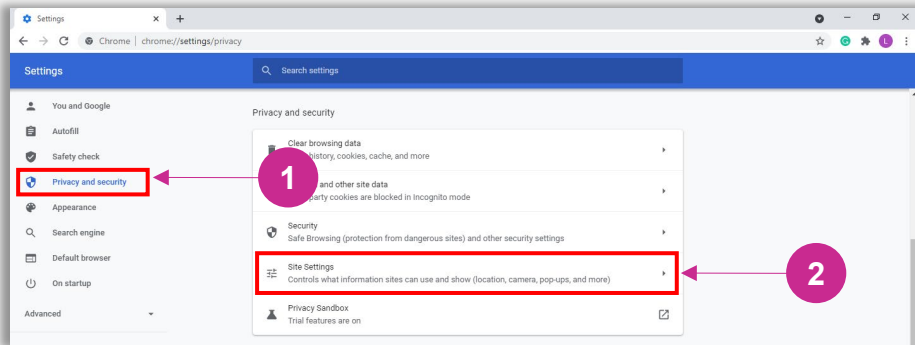 Settings
Chrome | chrome://settings/privacy
G
L
Settings
Search settings
You and Google
Autofill
Safety check
Privacy and security
Appearance
Search engine
Default browser
On startup
Advanced
Privacy and security
Clear browsing data
history, cookies, cache, and more
1
and other site data
party cookies are blocked in Incognito mode
Security
Safe Browsing (protection from dangerous sites) and other security settings
Site Settings
Controls what information sites can use and show (location, camera, pop-ups, and more)
2
Privacy Sandbox
Trial features are on